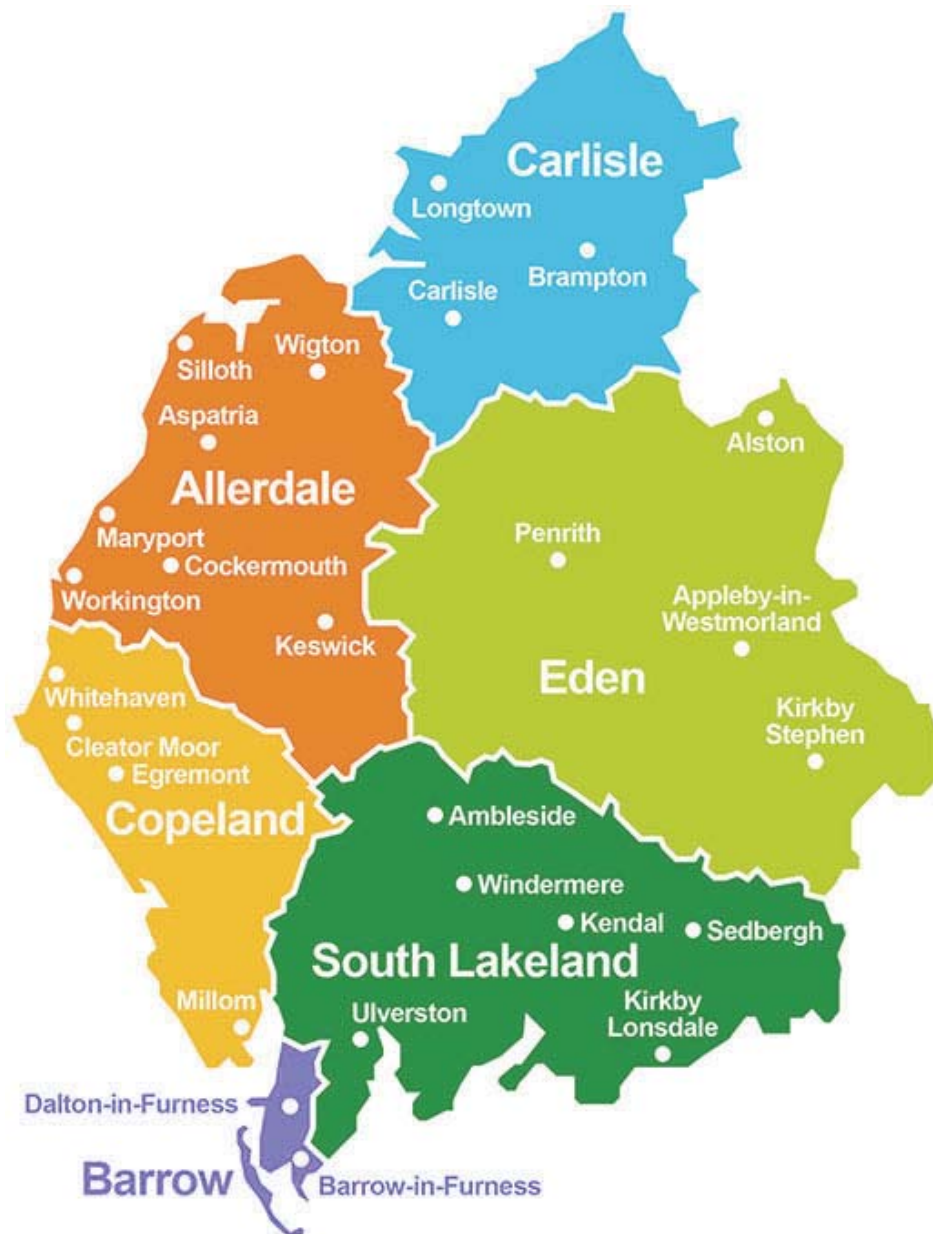 Carlisle
Longtown
Brampton
Carlisle
Wigton
Silloth
Aspatria
Allerdale
Maryport
Cockermouth
Workington
Keswick
Alston
Penrith
Appleby-in-
Westmorland
Eden
Kirkby
Stephen
Whitehaven
Cleator Moor
Egremont
Copeland
Millom
Ambleside
Windermere
Kendal
Sedbergh
South Lakeland
Ulverston
Kirkby
Lonsdale
Dalton-in-Furness
Barrow
Barrow-in-Furness